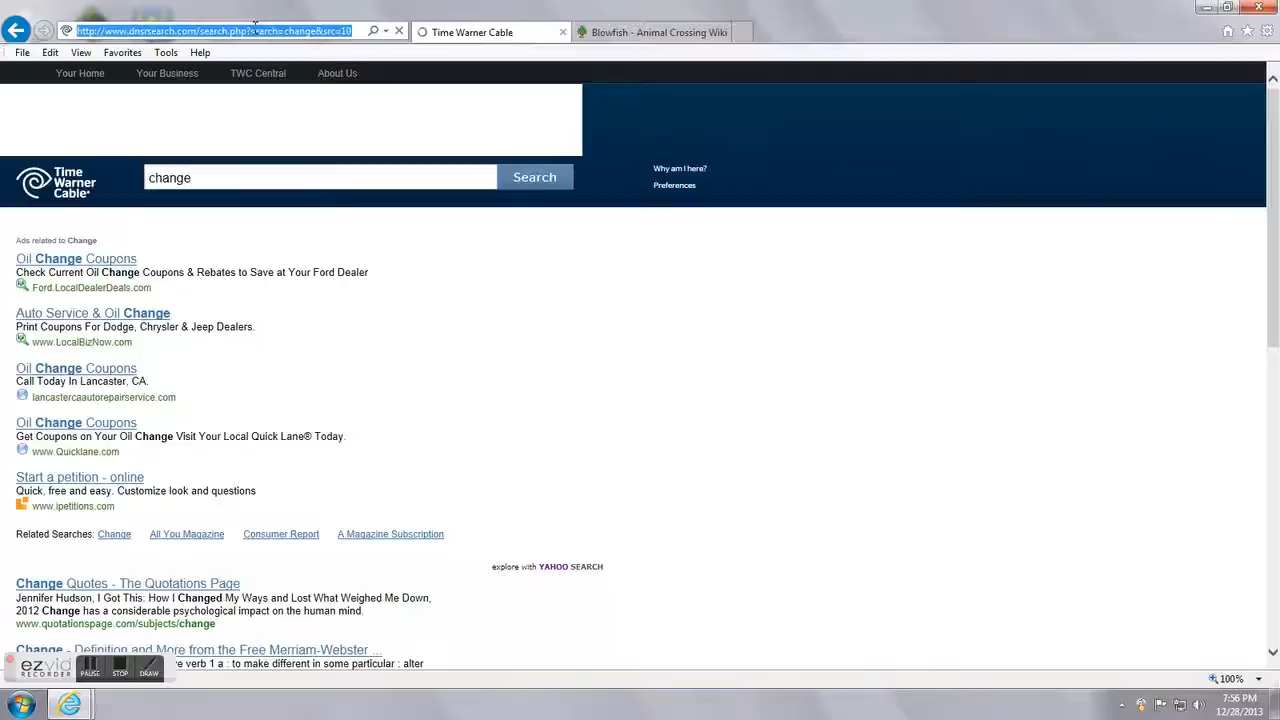 http://www.dnsrsearch.com/search.php?search=change&src=10
Time Warner Cable
Blowfish - Animal Crossing Wiki
File Edit View Favorites Tools Help
Your Home Your Business TWC Central About Us
Time
Warner
Cable
change
Search
Why am I here?
Preferences
Ads related to Change
Oil Change Coupons
Check Current Oil Change Coupons & Rebates to Save at Your Ford Dealer
Ford.LocalDealerDeals.com
Auto Service & Oil Change
Print Coupons For Dodge, Chrysler & Jeep Dealers.
www.LocalBizNow.com
Oil Change Coupons
Call Today In Lancaster, CA.
lancastercaautorepairservice.com
Oil Change Coupons
Get Coupons on Your Oil Change Visit Your Local Quick Lane® Today.
www.Quicklane.com
Start a petition - online
Quick, free and easy. Customize look and questions
www.ipetitions.com
Related Searches: Change All You Magazine Consumer Report A Magazine Subscription
explore with YAHOO SEARCH
Change Quotes - The Quotations Page
Jennifer Hudson, I Got This: How I Changed My Ways and Lost What Weighed Me Down,
2012 Change has a considerable psychological impact on the human mind.
www.quotationspage.com/subjects/change
Change - Definition and More from the Free Merriam-Webster ...
verb 1 a : to make different in some particular : alter
ezvid
RECORDER
PAUSE STOP DRAW
100%
7:56 PM
12/28/2013